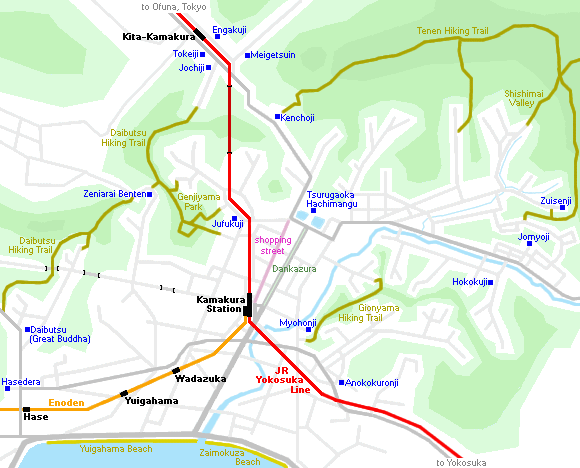 to Ofuna, Tokyo
Kita-Kamakura
Engakuji
Tenen Hiking Trail
Tokeiji
Meigetsuin
Jochiji
Shishimai
Valley
Kenchoji
Daibutsu
Hiking Trail
Zeniarai Benten
Genjiyama
Park
Tsurugaoka
Hachimangu
Zuisenji
Jufukuji
Daibutsu
Hiking Trail
shopping
street
Jomyoji
Dankazura
Hokokuji
Kamakura
Station
Gionyama
Hiking Trail
Myohonji
Daibutsu
(Great Buddha)
Hasedera
Wadazuka
JR
Yokosuka
Line
Anokokuronji
Enoden
Yuigahama
Hase
Yuigahama Beach
Zaimokuza
Beach
to Yokosuka